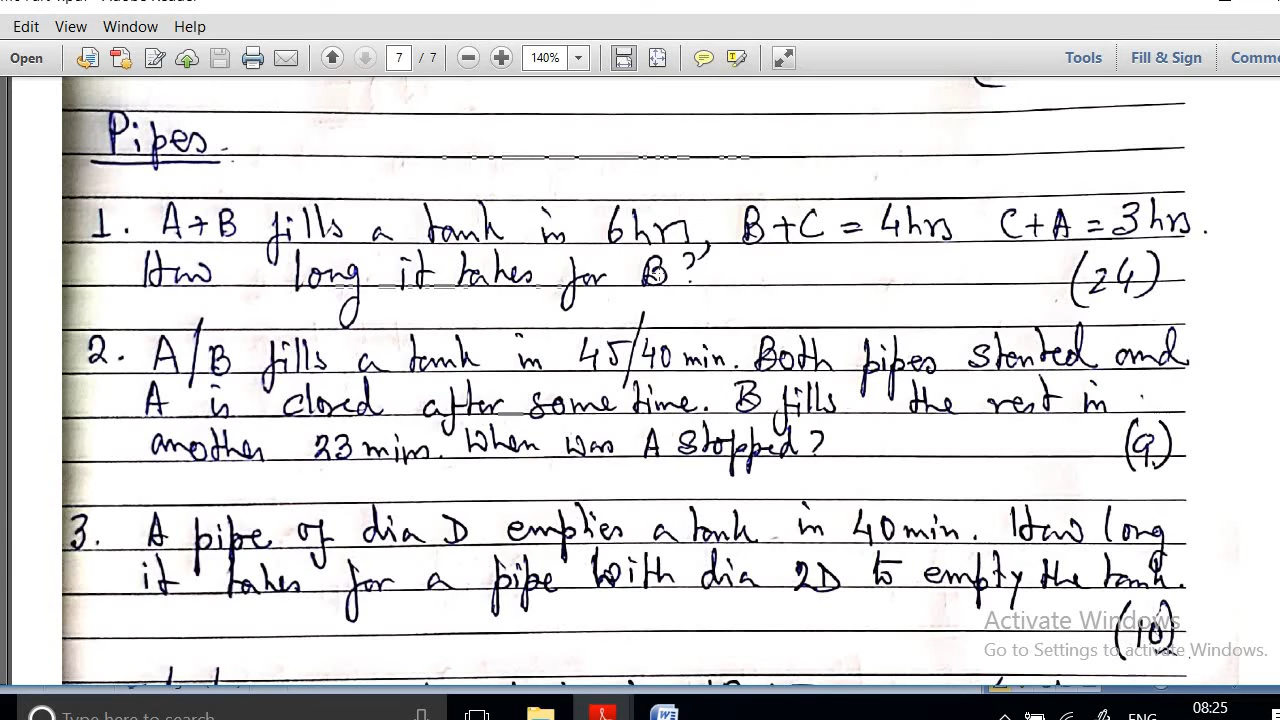 Edit View Window Help
Open 7 / 7 140% Tools Fill & Sign Comme
Pipes.
1. A+B fills a tank in 6hrs, B+C = 4hrs C+A = 3hrs.
How long it takes for B? (24)
2. A/B fills a tank in 45/40 min. Both pipes started and
A is closed after some time. B fills the rest in
another 23 mins. When was A stopped? (9)
3. A pipe of dia D empties a tank in 40 min. How long
it takes for a pipe with dia 2D to empty the tank.
(10)
Activate Windows
Go to Settings to activate Windows.
Type here to search ENG 08:25